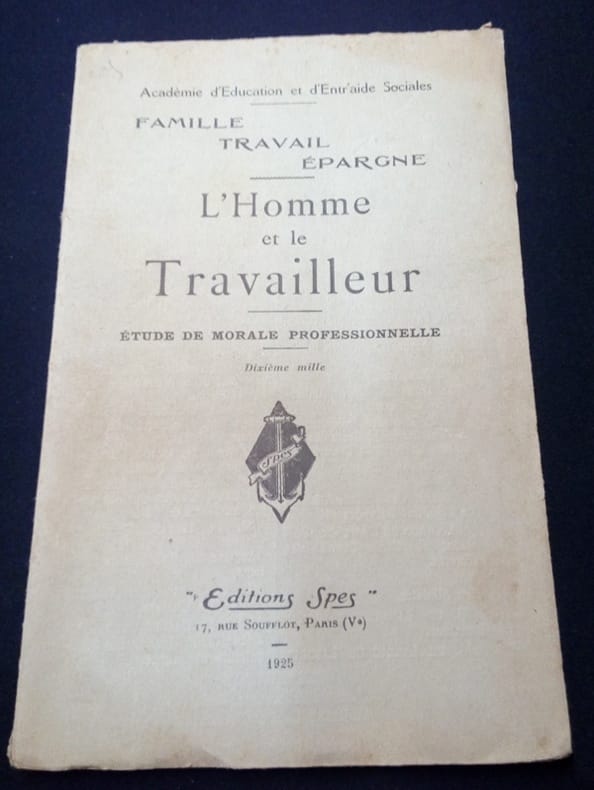 Académie d'Education et d'Entr'aide Sociales
FAMILLE
TRAVAIL
ÉPARGNE
L'Homme
et le
Travailleur
ÉTUDE DE MORALE PROFESSIONNELLE
Dixième mille
Spes
"Editions Spes"
17, RUE SOUFFLOT, PARIS (Ve)
1925